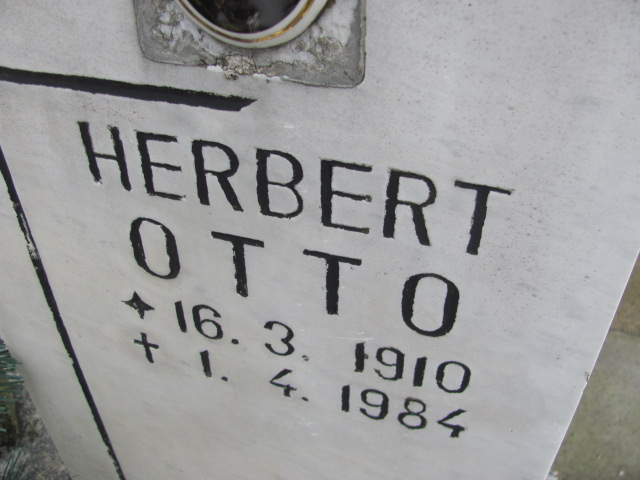 HERBERT
OTTO
✦ 16. 3. 1910
✝ 1. 4. 1984